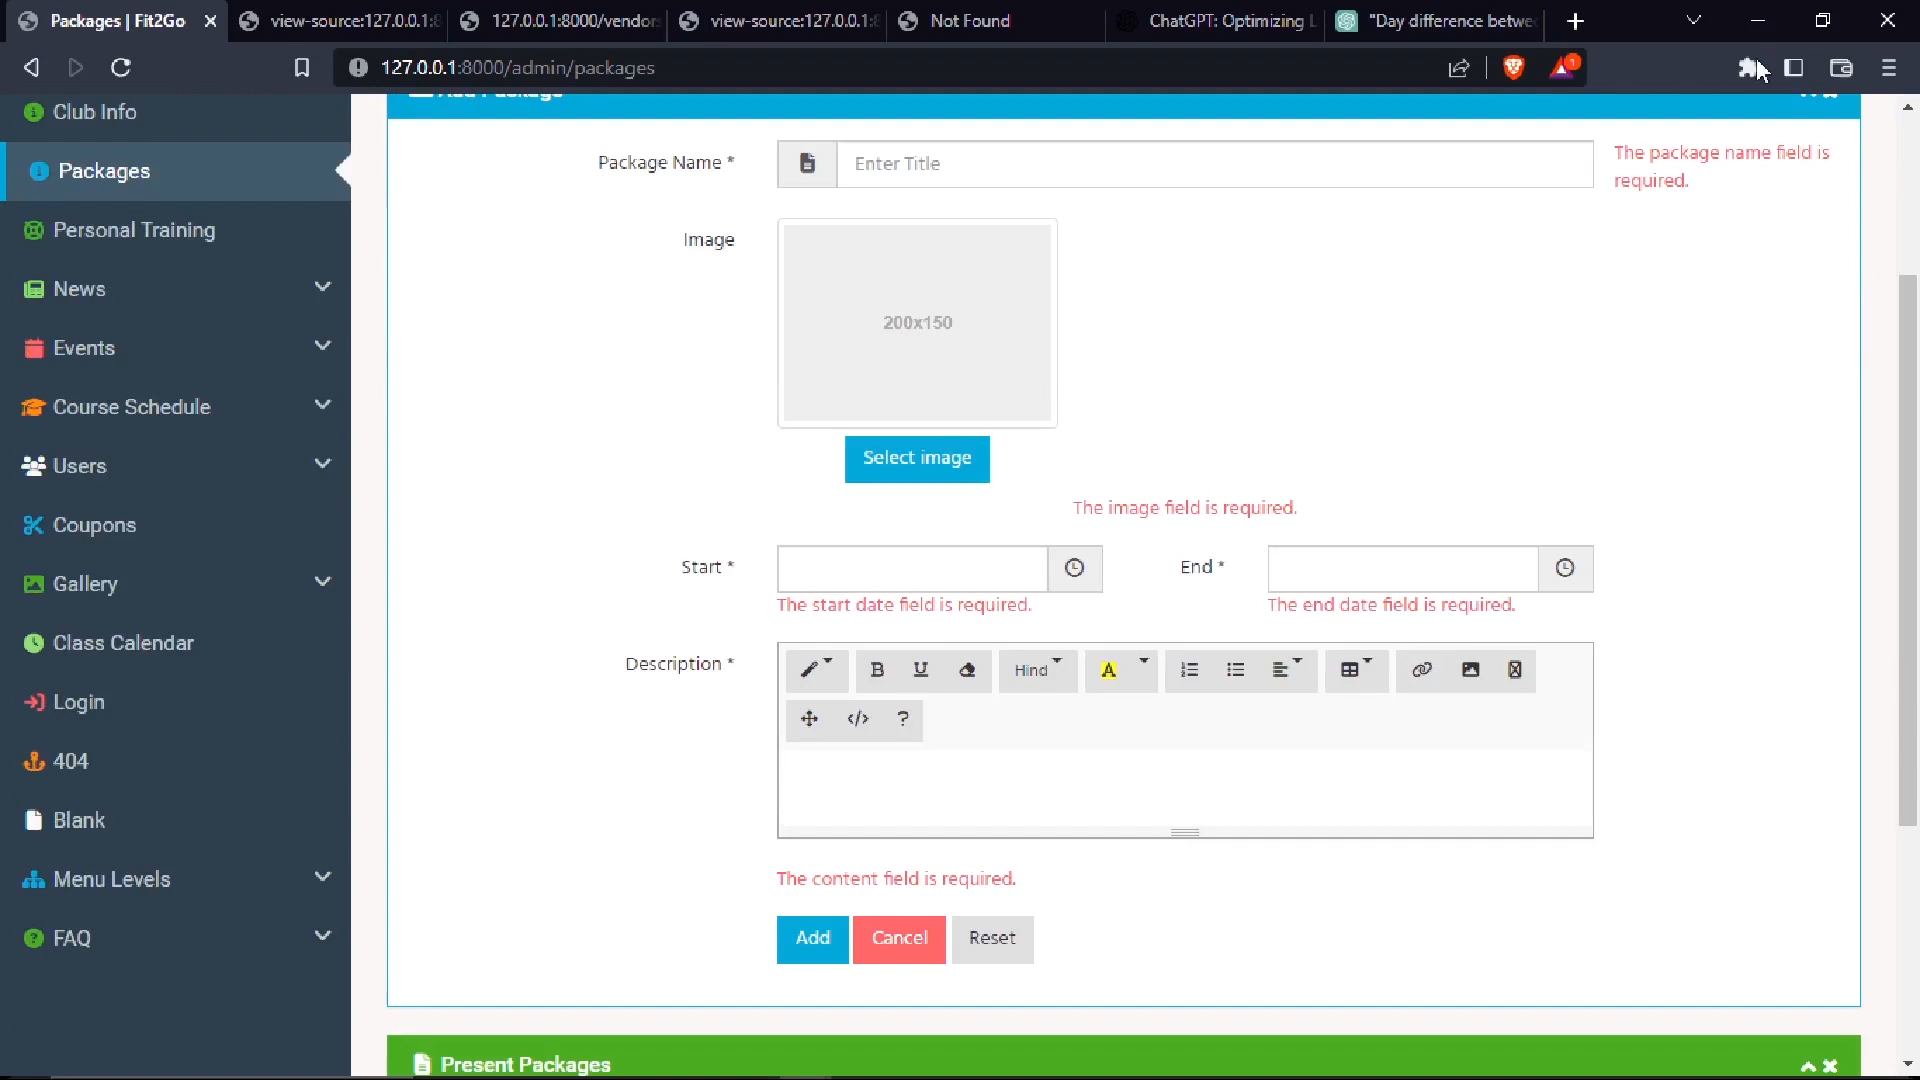 Packages | Fit2Go
view-source:127.0.0.1:8
127.0.0.1:8000/vendor
view-source:127.0.0.1:8
Not Found
ChatGPT: Optimizing L
"Day difference betwe
127.0.0.1:8000/admin/packages
1
Club Info
Packages
Personal Training
News
Events
Course Schedule
Users
Coupons
Gallery
Class Calendar
Login
404
Blank
Menu Levels
FAQ
Add Package
Package Name *
Enter Title
The package name field is
required.
Image
200x150
Select image
The image field is required.
Start *
The start date field is required.
End *
The end date field is required.
Description *
B U Hind A
</> ?
The content field is required.
Add Cancel Reset
Present Packages